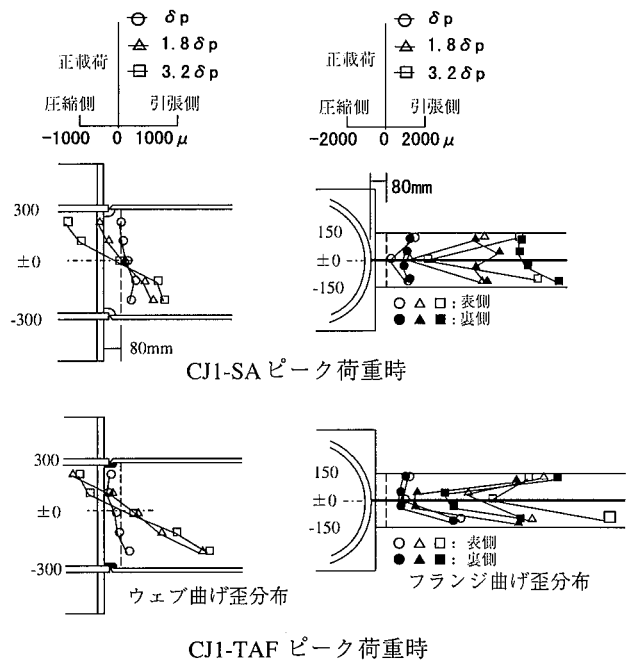 δp
1.8δp
3.2δp
正載荷
圧縮側
引張側
-1000 0 1000μ
δp
1.8δp
3.2δp
正載荷
圧縮側
引張側
-2000 0 2000μ
300
±0
-300
80mm
80mm
150
±0
-150
:表側
:裏側
CJ1-SAピーク荷重時
300
±0
-300
ウェブ曲げ歪分布
150
±0
-150
:表側
:裏側
フランジ曲げ歪分布
CJ1-TAF ピーク荷重時